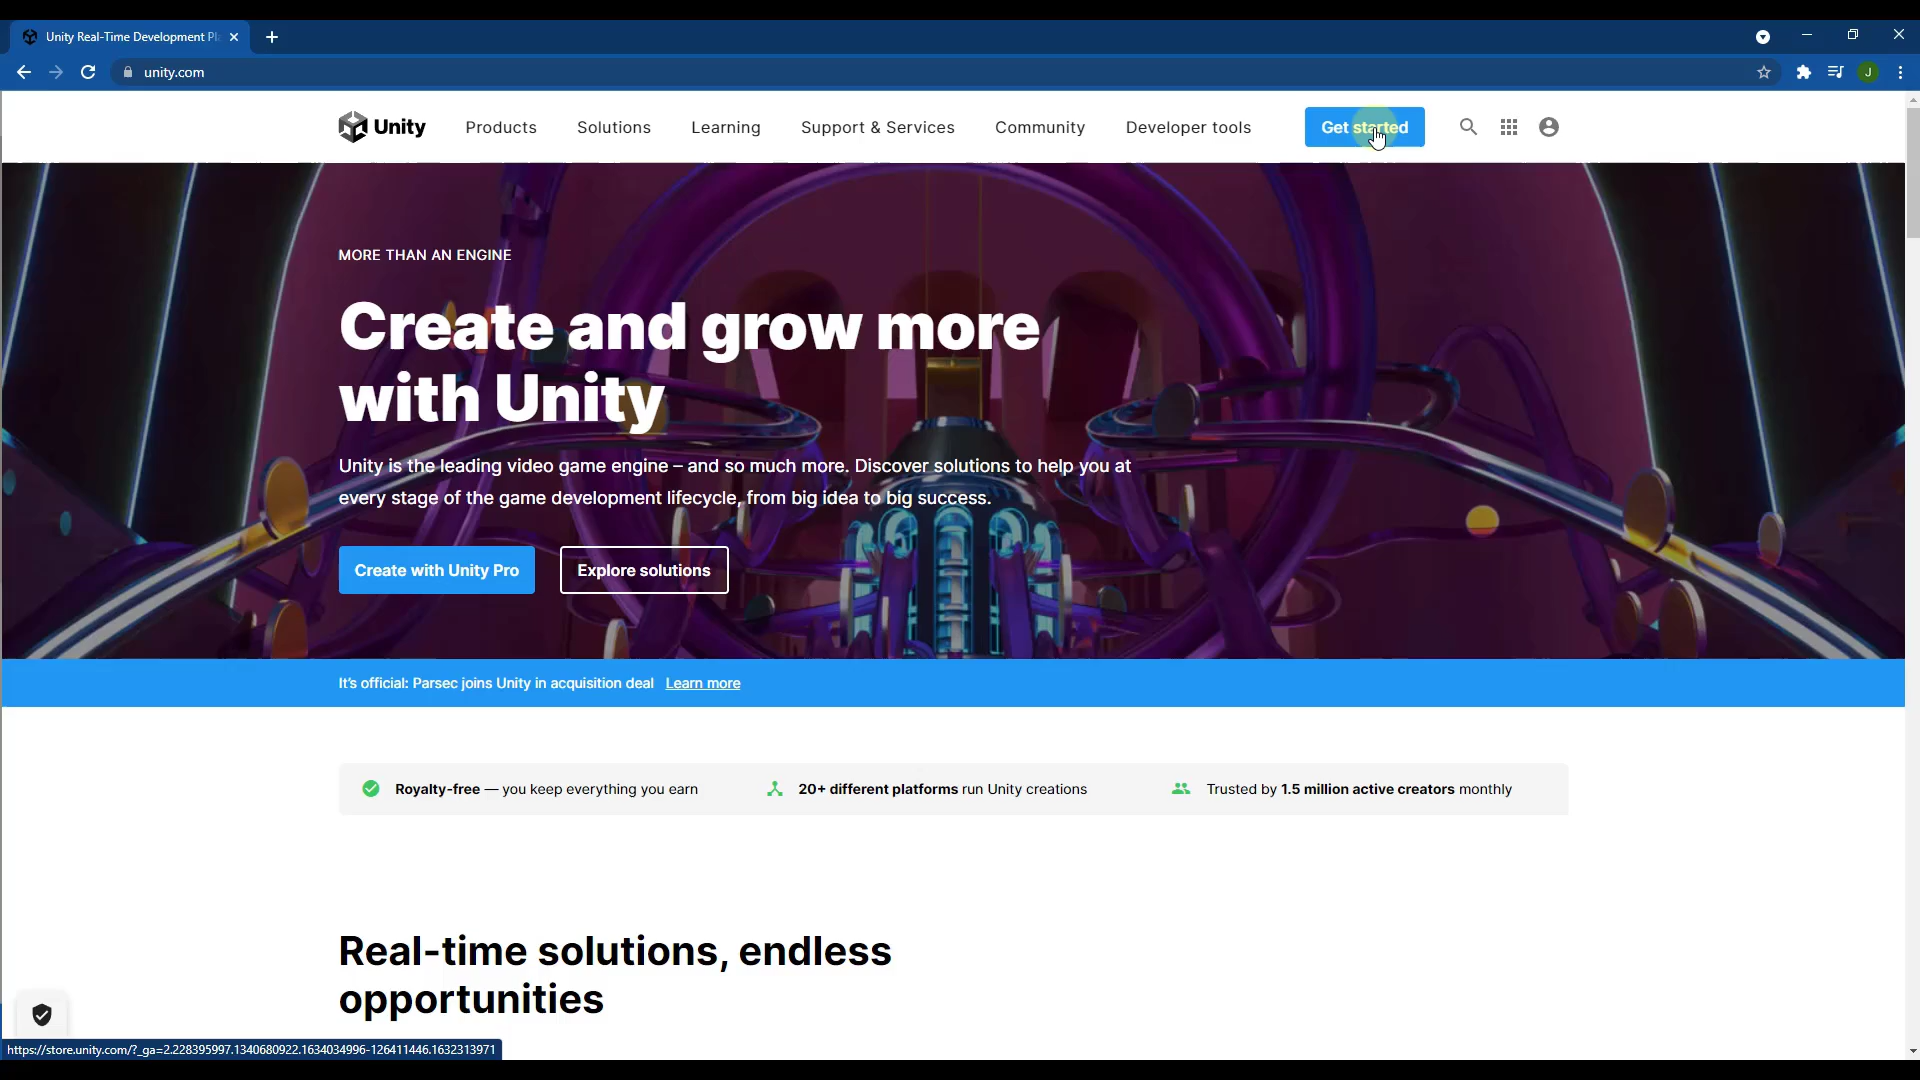 Unity Real-Time Development Pl
unity.com
J
Unity
Products
Solutions
Learning
Support & Services
Community
Developer tools
Get started
MORE THAN AN ENGINE
Create and grow more
with Unity
Unity is the leading video game engine – and so much more. Discover solutions to help you at
every stage of the game development lifecycle, from big idea to big success.
Create with Unity Pro
Explore solutions
It's official: Parsec joins Unity in acquisition deal Learn more
Royalty-free — you keep everything you earn
20+ different platforms run Unity creations
Trusted by 1.5 million active creators monthly
Real-time solutions, endless
opportunities
https://store.unity.com/?_ga=2.228395997.1340680922.1634034996-126411446.1632313971